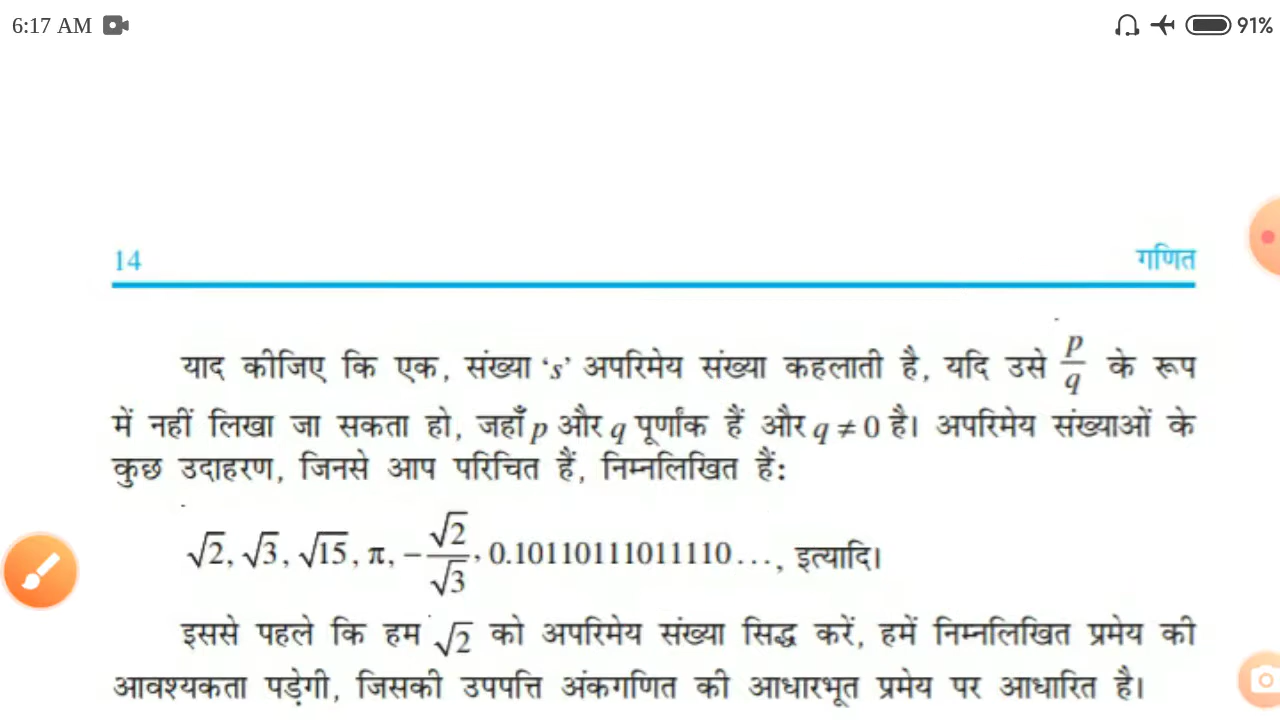 6:17 AM 91%
14 गणित
याद कीजिए कि एक, संख्या ‘s’ अपरिमेय संख्या कहलाती है, यदि उसे p/q के रूप
में नहीं लिखा जा सकता हो, जहाँ p और q पूर्णांक हैं और q ≠ 0 है। अपरिमेय संख्याओं के
कुछ उदाहरण, जिनसे आप परिचित हैं, निम्नलिखित हैं:
√2, √3, √15, π, −√2/√3, 0.10110111011110..., इत्यादि।
इससे पहले कि हम √2 को अपरिमेय संख्या सिद्ध करें, हमें निम्नलिखित प्रमेय की
आवश्यकता पड़ेगी, जिसकी उपपत्ति अंकगणित की आधारभूत प्रमेय पर आधारित है।